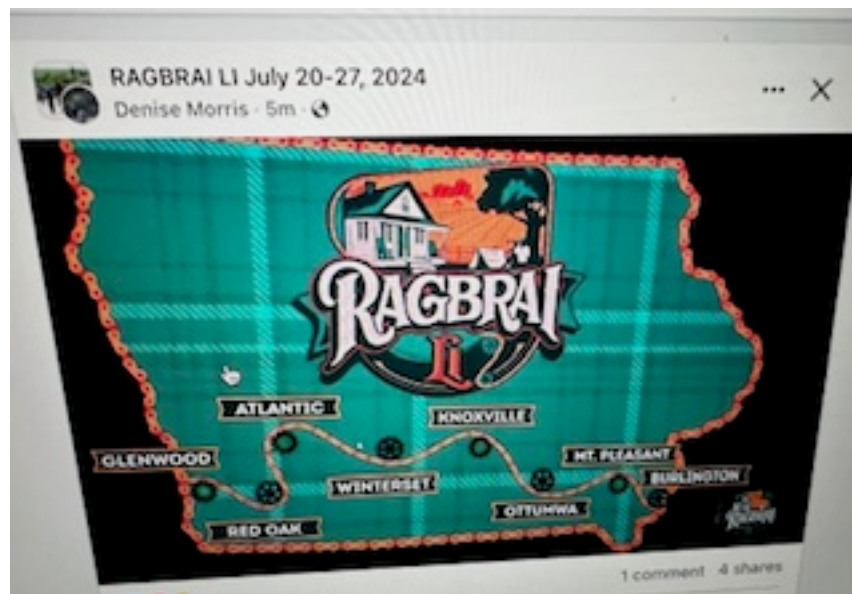 RAGBRAI LI July 20-27, 2024
Denise Morris · 5m ·
RAGBRAI
LI
ATLANTIC
KNOXVILLE
GLENWOOD
MT. PLEASANT
WINTERSET
BURLINGTON
OTTUMWA
RED OAK
RAGBRAI
1 comment 4 shares